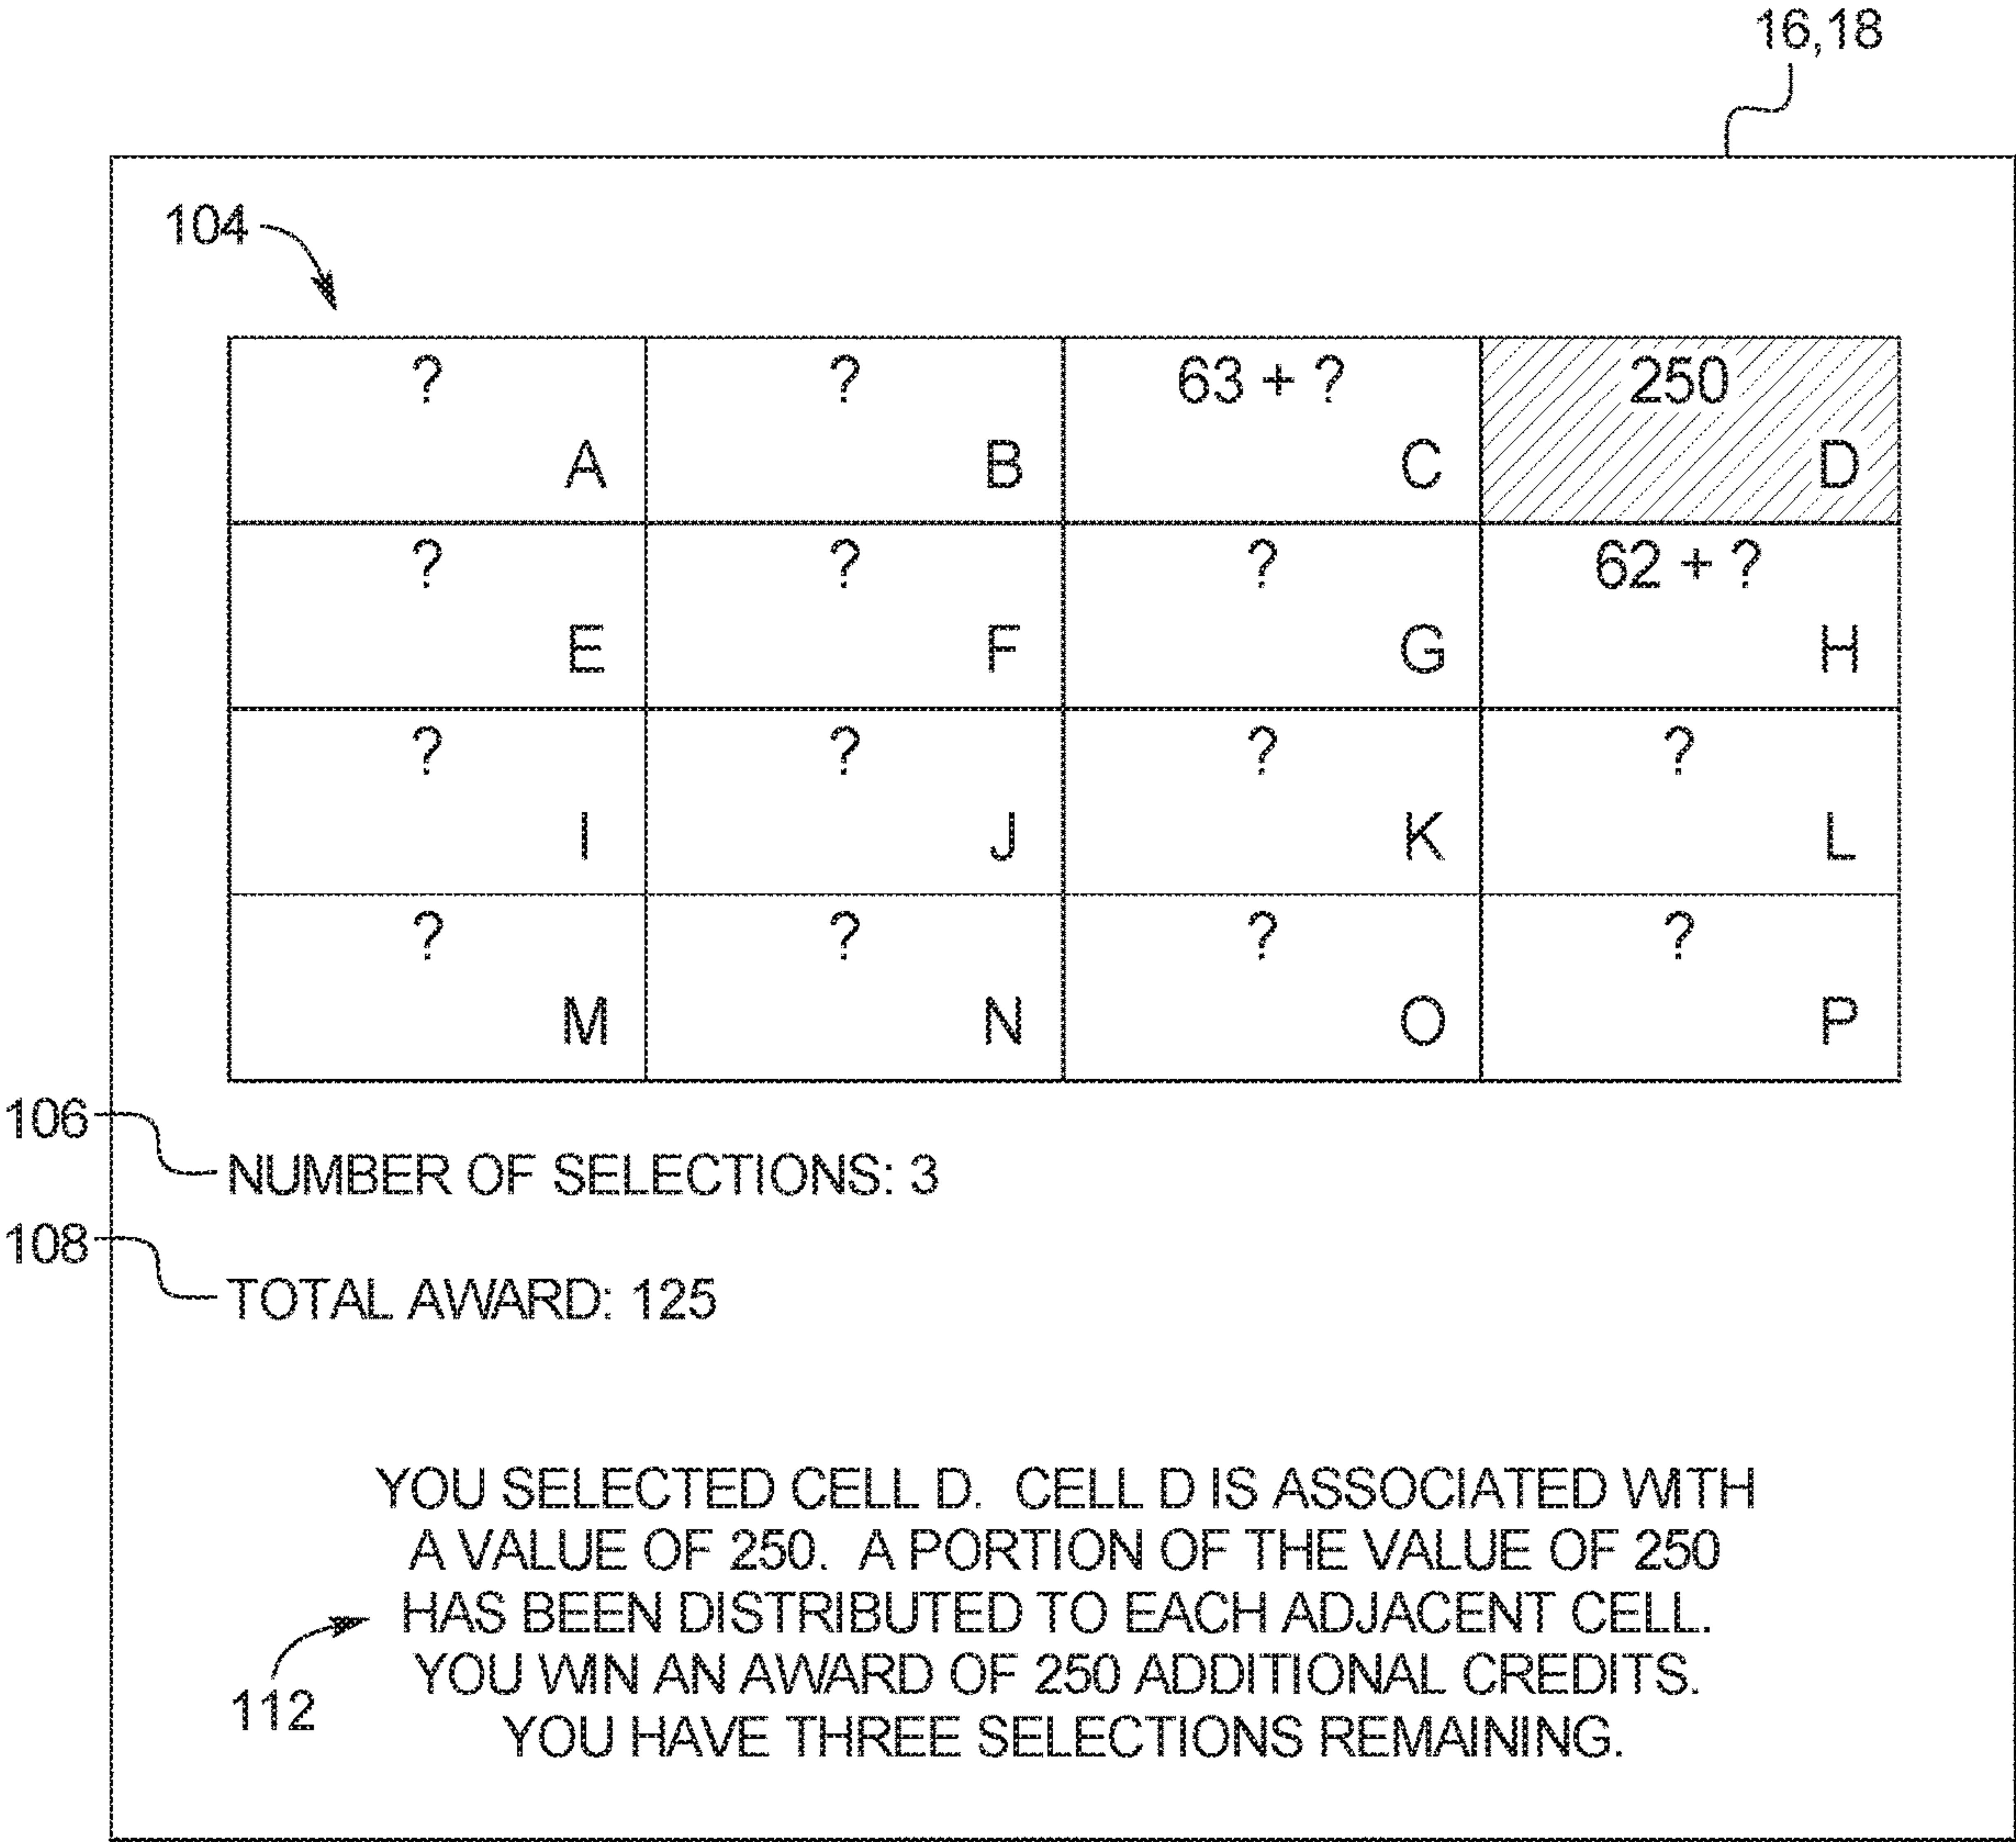 16,18
104
? ? 63 + ? 250
A B C D
? ? ? 62 + ?
E F G H
? ? ? ?
I J K L
? ? ? ?
M N O P
106
NUMBER OF SELECTIONS: 3
108
TOTAL AWARD: 125
YOU SELECTED CELL D. CELL D IS ASSOCIATED WITH
A VALUE OF 250. A PORTION OF THE VALUE OF 250
HAS BEEN DISTRIBUTED TO EACH ADJACENT CELL.
YOU WIN AN AWARD OF 250 ADDITIONAL CREDITS.
112
YOU HAVE THREE SELECTIONS REMAINING.